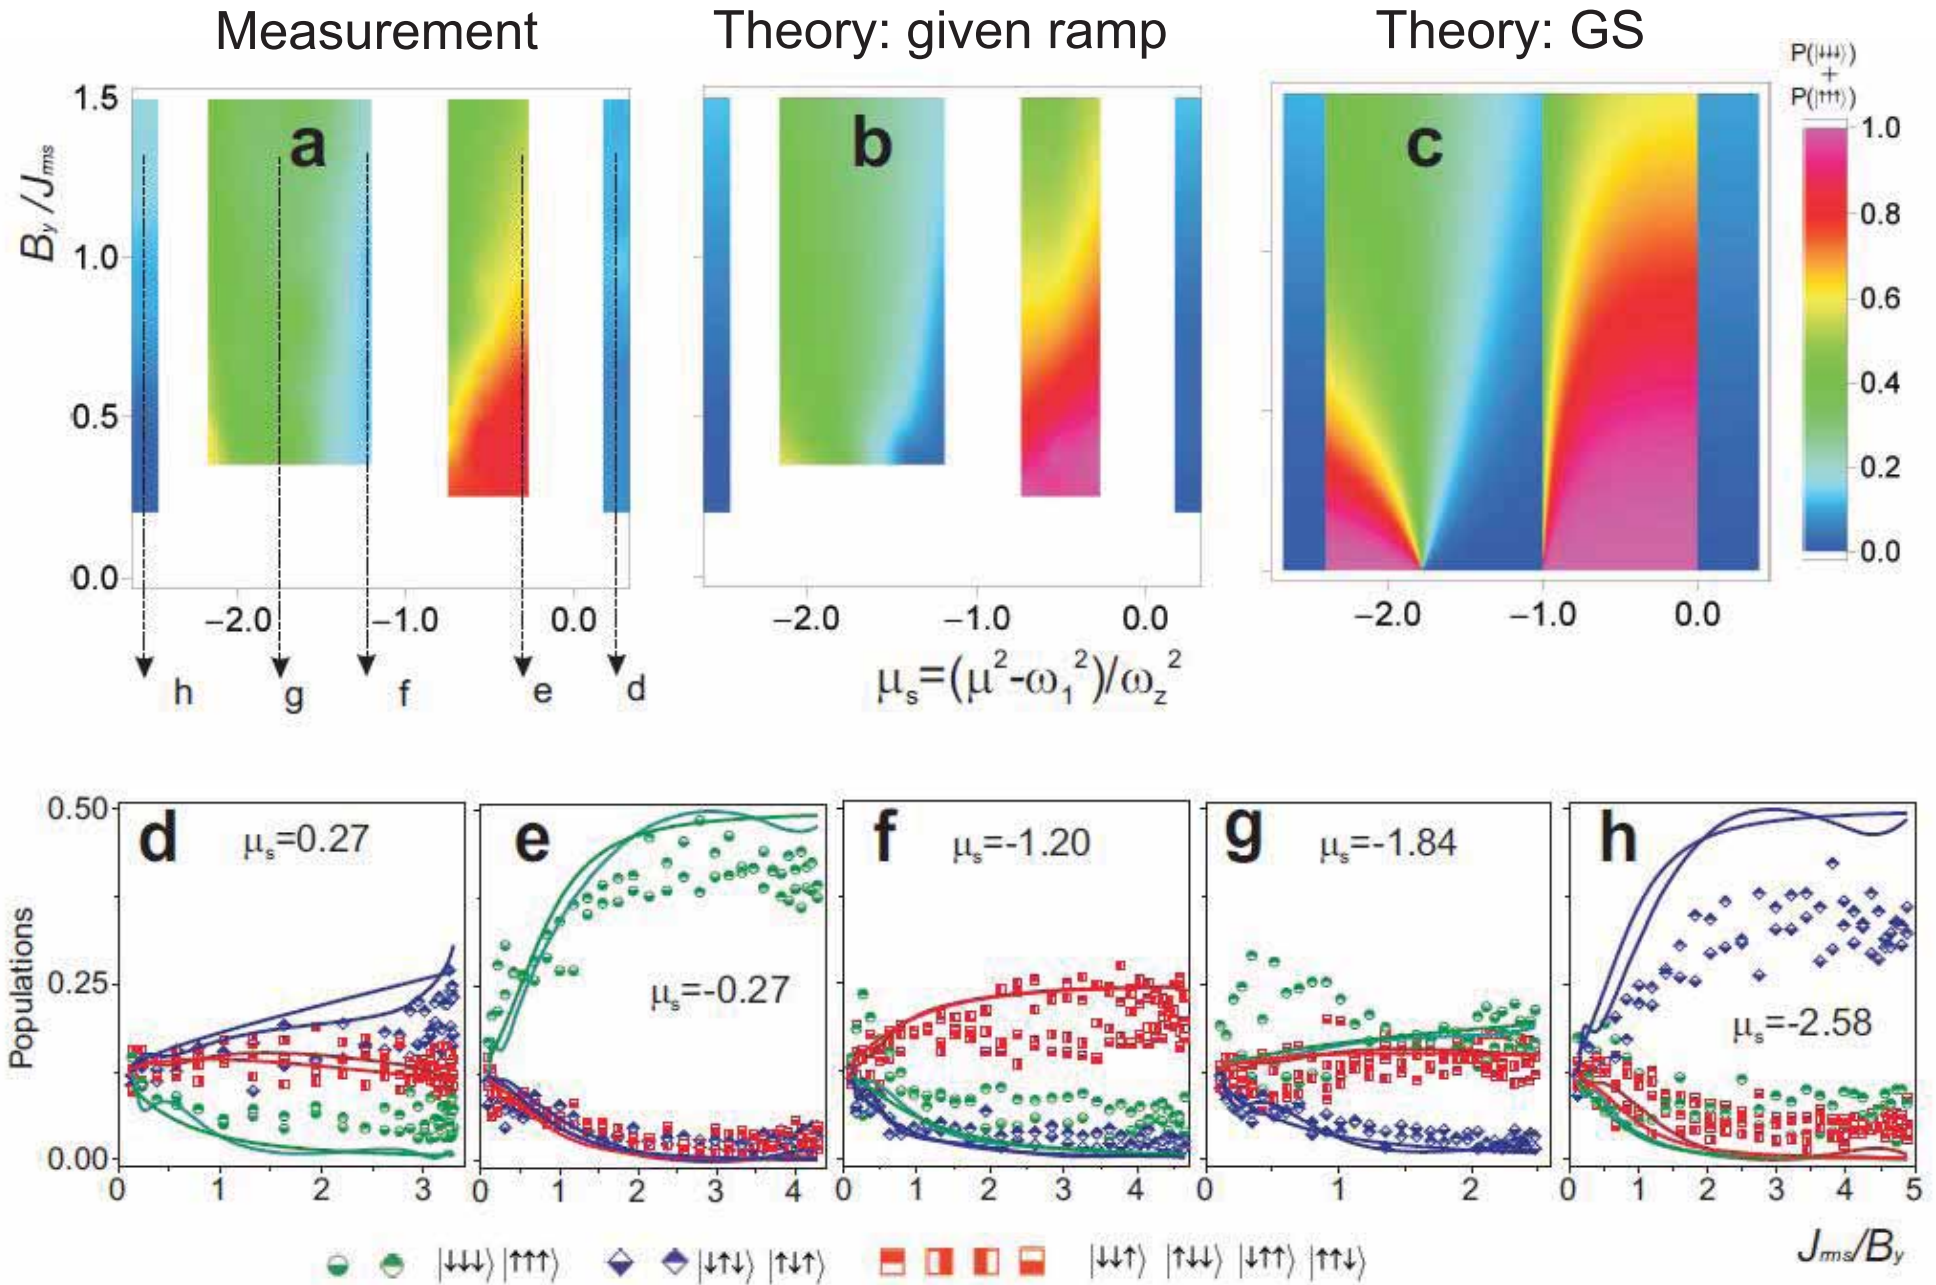 Measurement Theory: given ramp Theory: GS
P(|↓↓↓⟩)
+
P(|↑↑↑⟩)
1.5 1.0 0.5 0.0
B_y /J_rms
a b c
1.0
0.8
0.6
0.4
0.2
0.0
−2.0 −1.0 0.0 −2.0 −1.0 0.0 −2.0 −1.0 0.0
h g f e d
μ_s=(μ²-ω₁²)/ω_z²
0.50 0.25 0.00
Populations
d μ_s=0.27
e μ_s=-0.27
f μ_s=-1.20
g μ_s=-1.84
h μ_s=-2.58
0 1 2 3 0 1 2 3 4 0 1 2 3 4 0 1 2 0 1 2 3 4 5
J_rms/B_y
|↓↓↓⟩ |↑↑↑⟩ |↓↑↓⟩ |↑↓↑⟩ |↓↓↑⟩ |↑↓↓⟩ |↓↑↑⟩ |↑↑↓⟩